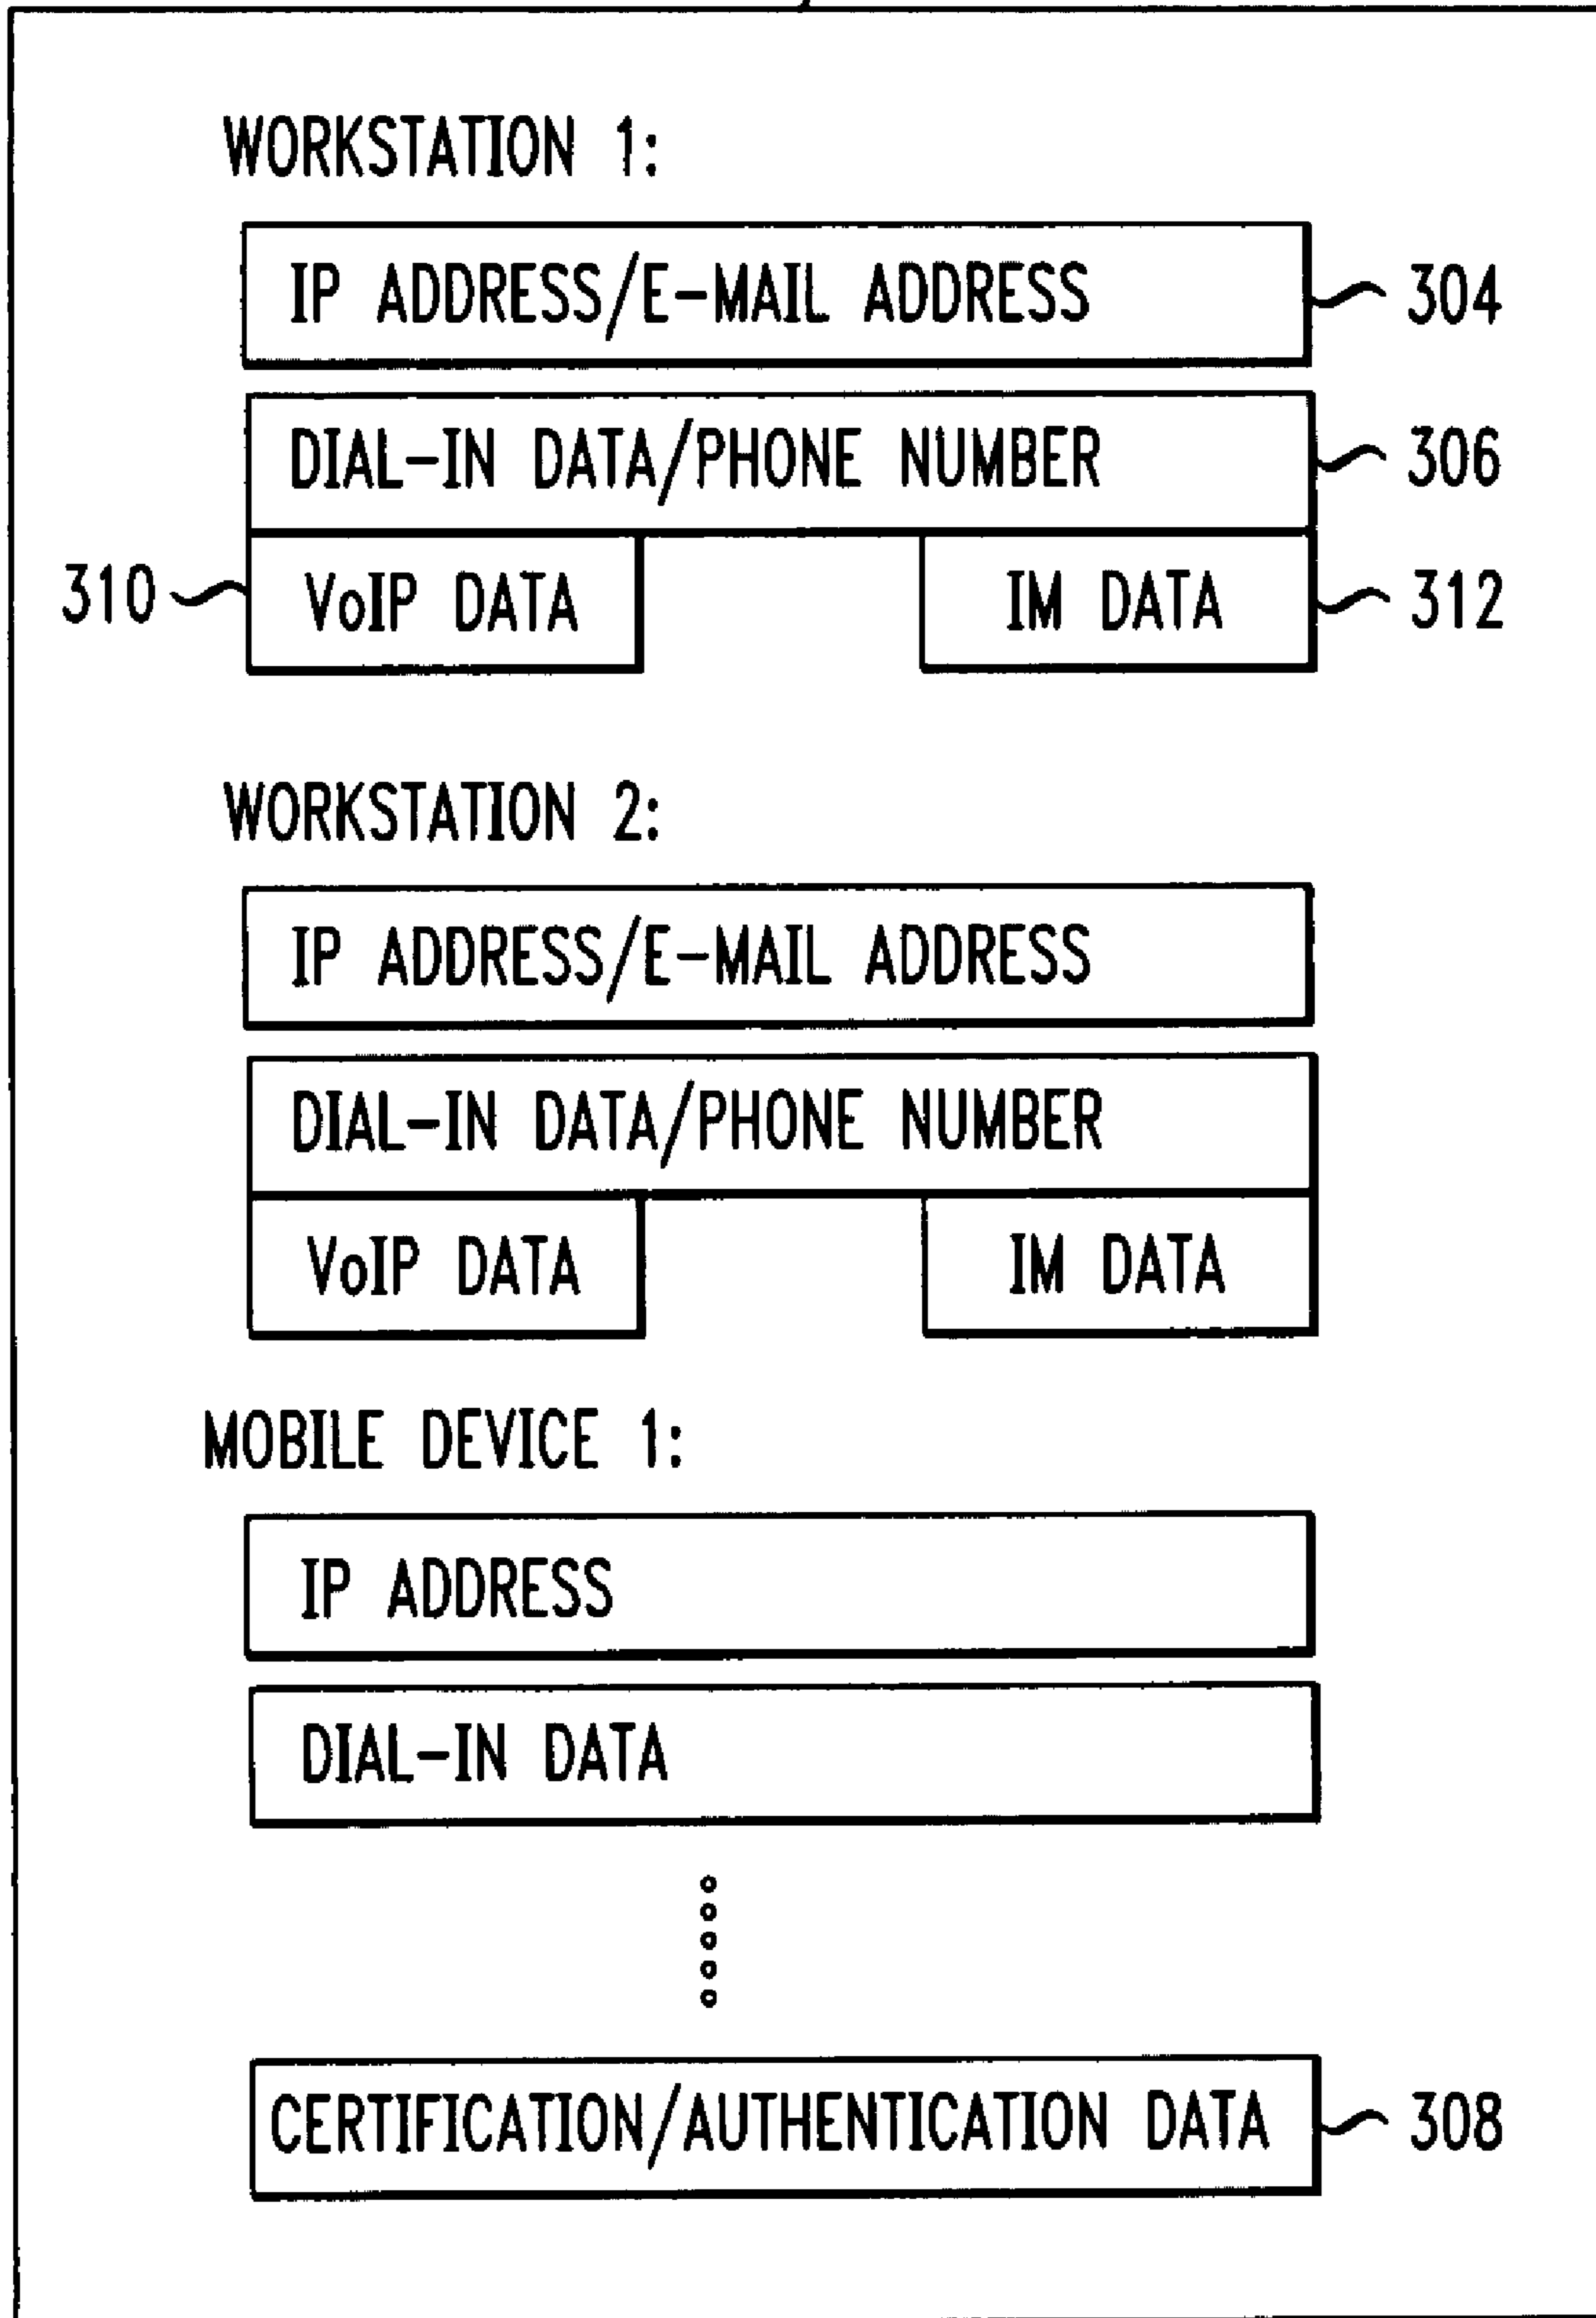 WORKSTATION 1:
IP ADDRESS/E-MAIL ADDRESS 304
DIAL-IN DATA/PHONE NUMBER 306
310 VoIP DATA IM DATA 312
WORKSTATION 2:
IP ADDRESS/E-MAIL ADDRESS
DIAL-IN DATA/PHONE NUMBER
VoIP DATA IM DATA
MOBILE DEVICE 1:
IP ADDRESS
DIAL-IN DATA
CERTIFICATION/AUTHENTICATION DATA 308